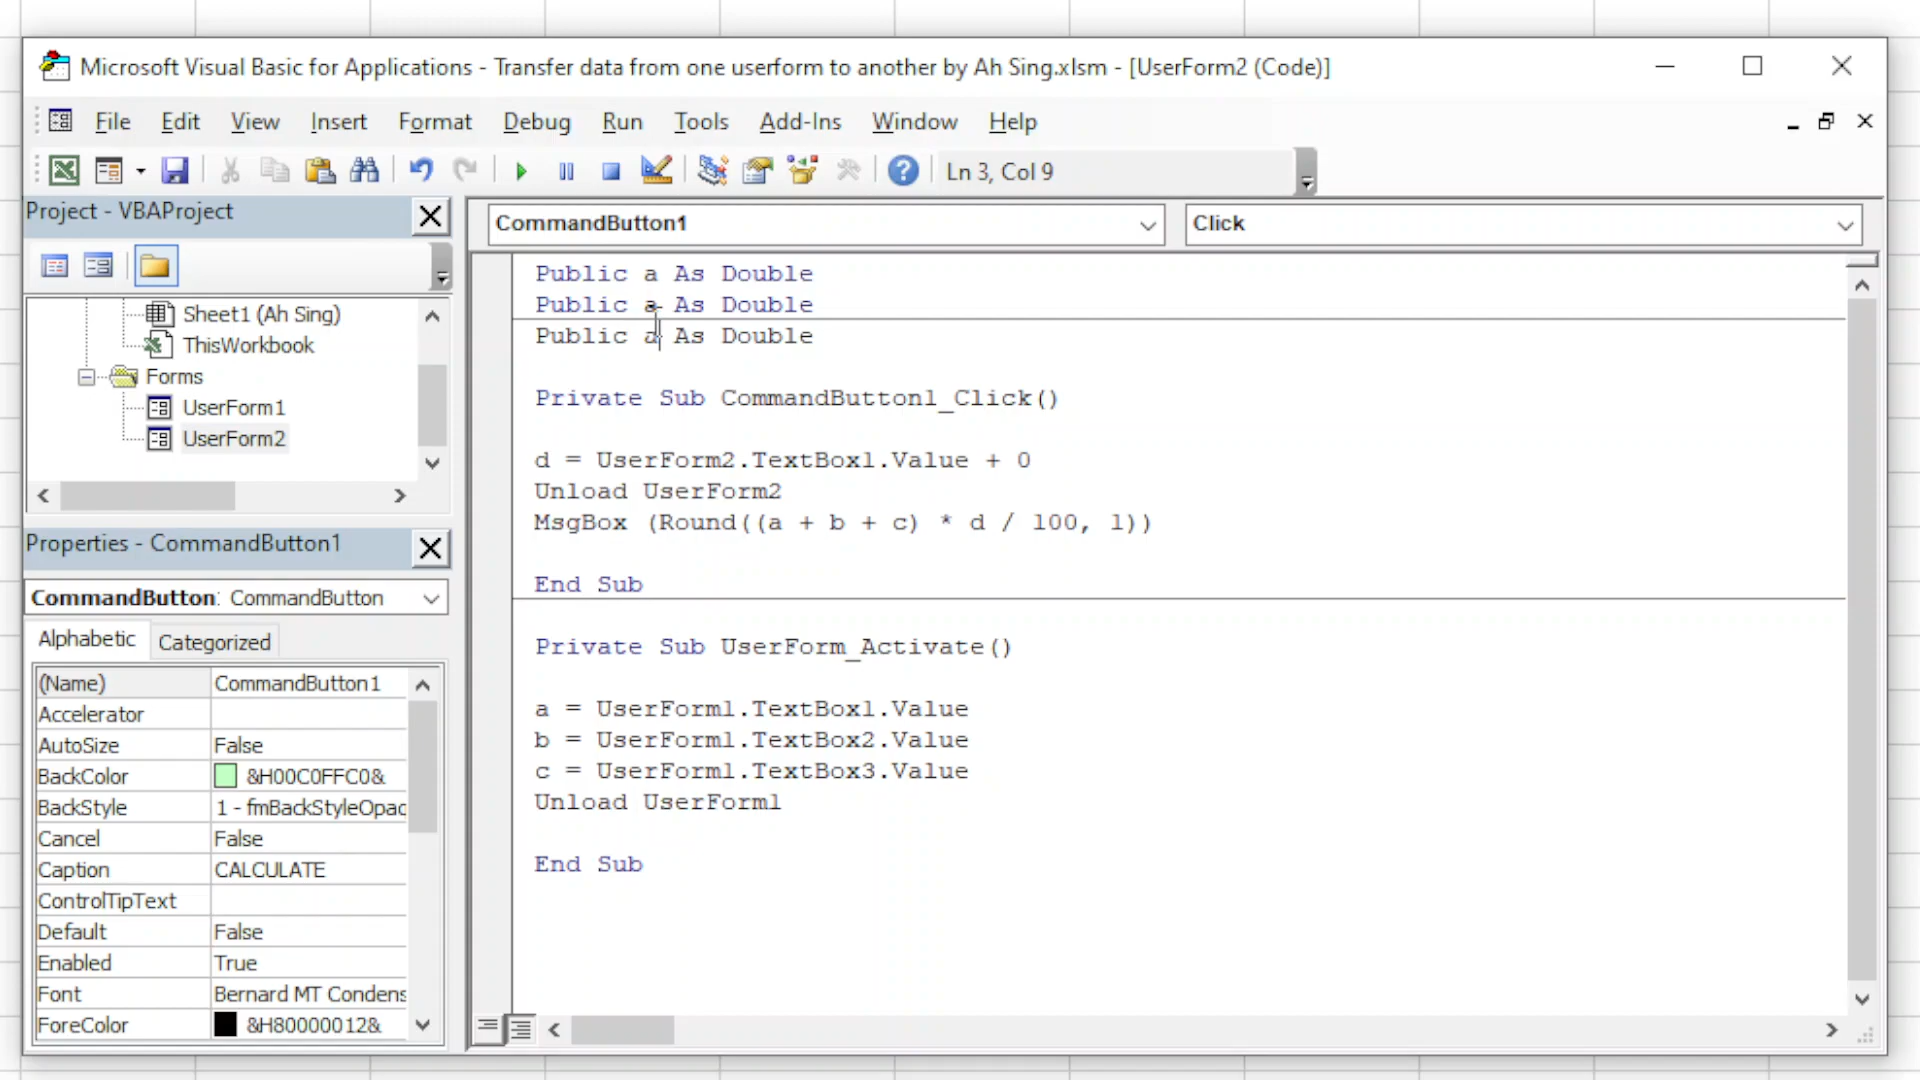 Microsoft Visual Basic for Applications - Transfer data from one userform to another by Ah Sing.xlsm - [UserForm2 (Code)]
File Edit View Insert Format Debug Run Tools Add-Ins Window Help
Ln 3, Col 9
Project - VBAProject
CommandButton1
Click
Sheet1 (Ah Sing)
ThisWorkbook
Forms
UserForm1
UserForm2
Properties - CommandButton1
CommandButton: CommandButton
Alphabetic Categorized
(Name) CommandButton1
Accelerator
AutoSize False
BackColor &H00C0FFC0&
BackStyle 1 - fmBackStyleOpac
Cancel False
Caption CALCULATE
ControlTipText
Default False
Enabled True
Font Bernard MT Condens
ForeColor &H80000012&
Public a As Double
Public a As Double
Public a As Double
Private Sub CommandButton1_Click()
d = UserForm2.TextBox1.Value + 0
Unload UserForm2
MsgBox (Round((a + b + c) * d / 100, 1))
End Sub
Private Sub UserForm_Activate()
a = UserForm1.TextBox1.Value
b = UserForm1.TextBox2.Value
c = UserForm1.TextBox3.Value
Unload UserForm1
End Sub